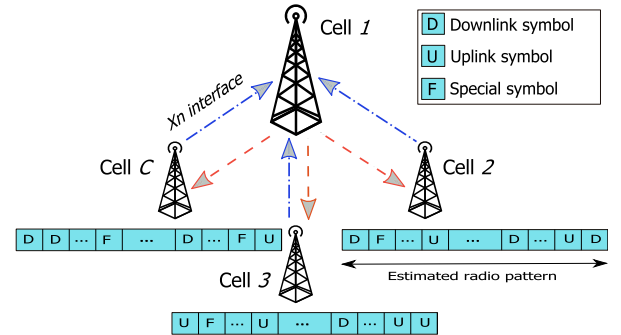 Cell 1
D Downlink symbol
U Uplink symbol
F Special symbol
Xn interface
Cell C
Cell 2
D D ... F ... D ... F U
D F ... U ... D ... U D
Cell 3
Estimated radio pattern
U F ... U ... D ... U U